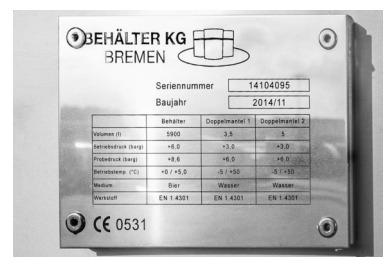 BEHÄLTER KG
BREMEN
Seriennummer 14104095
Baujahr 2014/11
Behälter Doppelmantel 1 Doppelmantel 2
Volumen (l) 5900 3,5 5
Betriebsdruck (barg) +6,0 +3,0 +3,0
Probedruck (barg) +8,6 +6,0 +6,0
Betriebstemp. (°C) +0 / +5,0 -5 / +50 -5 / +50
Medium Bier Wasser Wasser
Werkstoff EN 1.4301 EN 1.4301 EN 1.4301
CE 0531